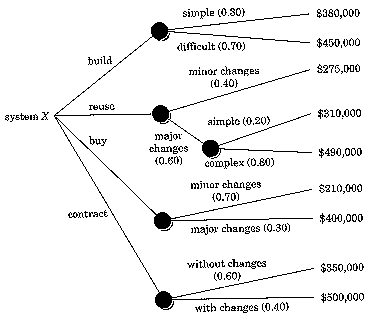 simple (0.30)
$380,000
difficult (0.70)
$450,000
build
minor changes
(0.40)
$275,000
reuse
system X
simple (0.20)
$310,000
major
changes
(0.60)
complex (0.80)
$490,000
buy
minor changes
(0.70)
$210,000
major changes (0.30)
$400,000
contract
without changes
(0.60)
$350,000
with changes (0.40)
$500,000